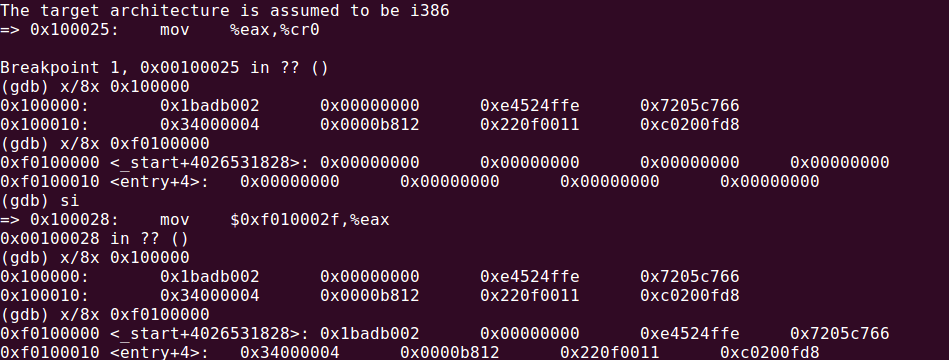 The target architecture is assumed to be i386
=> 0x100025: mov %eax,%cr0
Breakpoint 1, 0x00100025 in ?? ()
(gdb) x/8x 0x100000
0x100000: 0x1badb002 0x00000000 0xe4524ffe 0x7205c766
0x100010: 0x34000004 0x0000b812 0x220f0011 0xc0200fd8
(gdb) x/8x 0xf0100000
0xf0100000 <_start+4026531828>: 0x00000000 0x00000000 0x00000000 0x00000000
0xf0100010 <entry+4>: 0x00000000 0x00000000 0x00000000 0x00000000
(gdb) si
=> 0x100028: mov $0xf010002f,%eax
0x00100028 in ?? ()
(gdb) x/8x 0x100000
0x100000: 0x1badb002 0x00000000 0xe4524ffe 0x7205c766
0x100010: 0x34000004 0x0000b812 0x220f0011 0xc0200fd8
(gdb) x/8x 0xf0100000
0xf0100000 <_start+4026531828>: 0x1badb002 0x00000000 0xe4524ffe 0x7205c766
0xf0100010 <entry+4>: 0x34000004 0x0000b812 0x220f0011 0xc0200fd8